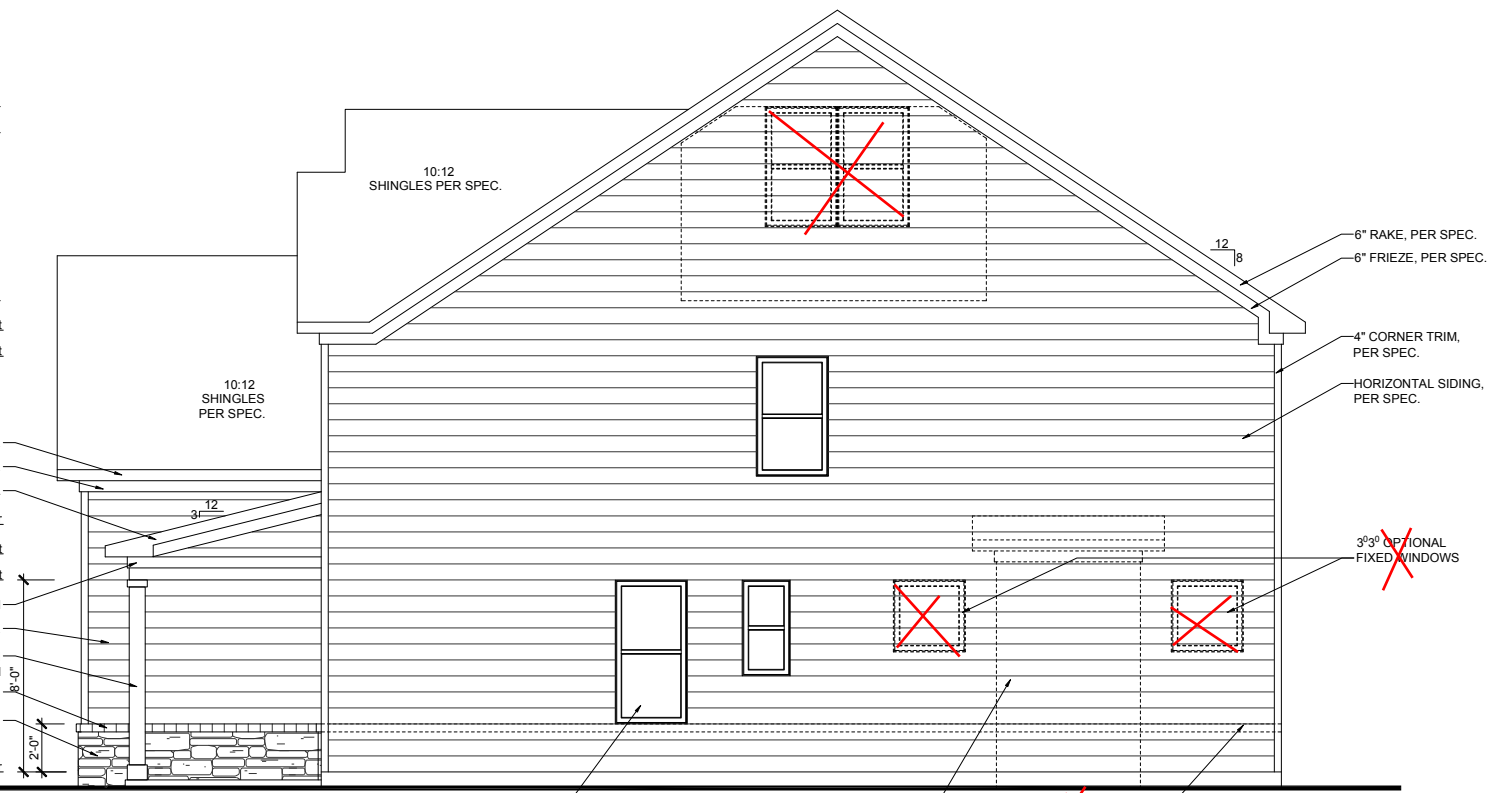 10:12
SHINGLES PER SPEC.
12
8
6" RAKE, PER SPEC.
6" FRIEZE, PER SPEC.
4" CORNER TRIM,
PER SPEC.
10:12
SHINGLES
PER SPEC.
HORIZONTAL SIDING,
PER SPEC.
12
3
3⁰3⁰ OPTIONAL
FIXED WINDOWS
8'-0"
2'-0"